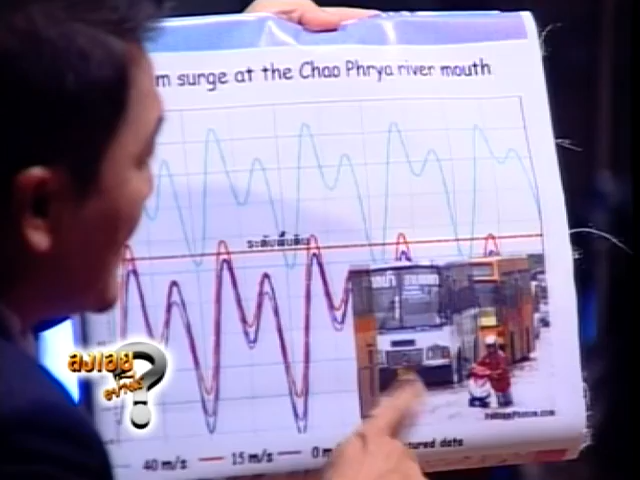 m surge at the Chao Phrya river mouth
ระดับพื้นดิน
ลงเอย
อย่างไร
?
40 m/s 15 m/s 0 m ured data